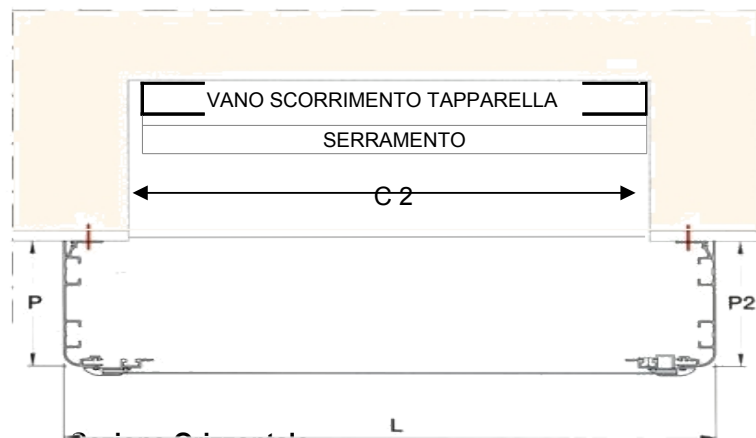 VANO SCORRIMENTO TAPPARELLA
SERRAMENTO
C 2
P
P2
L